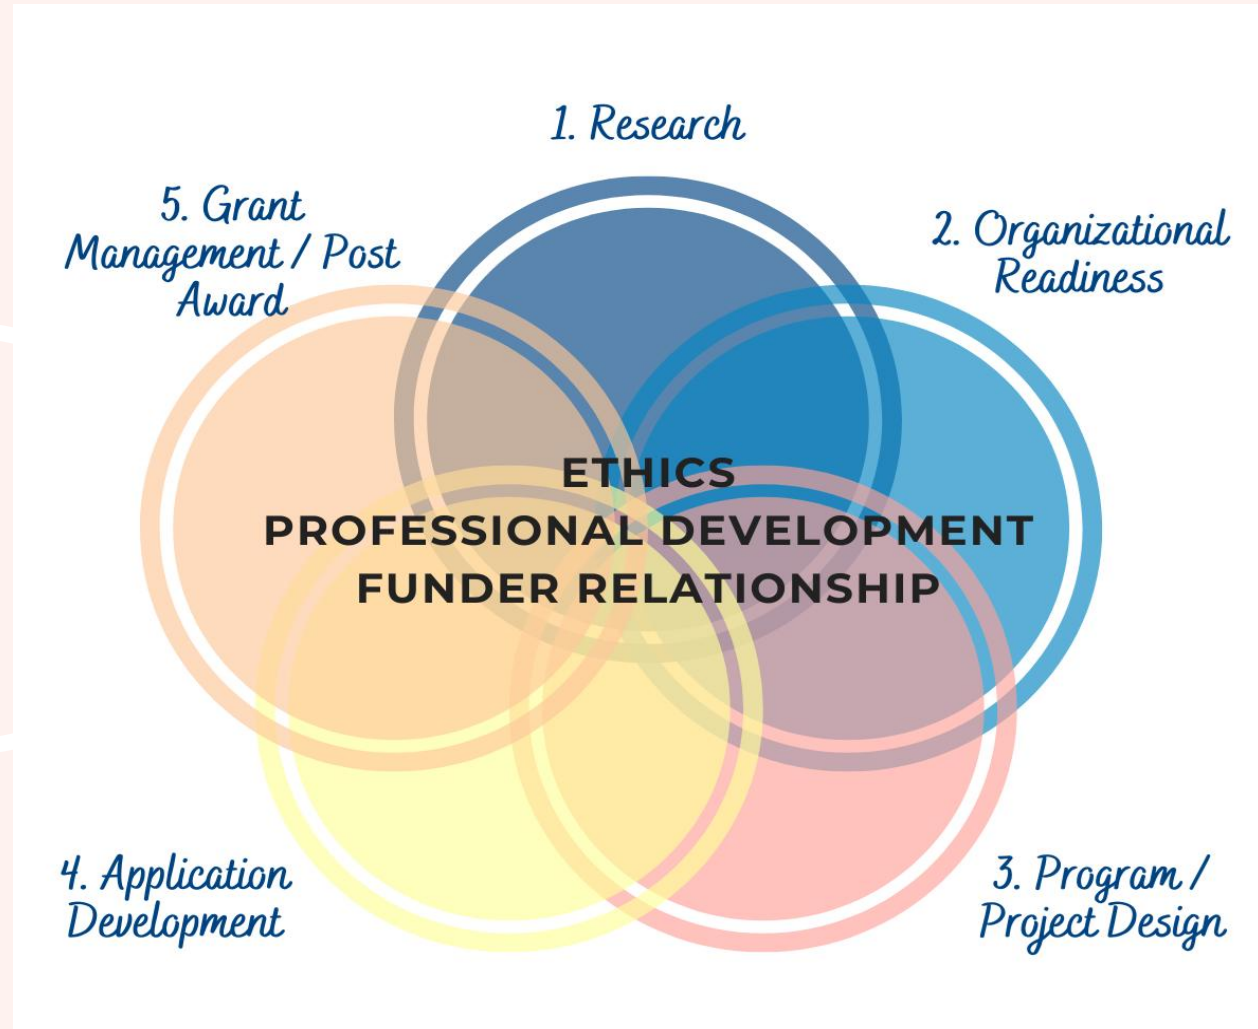 1. Research
2. Organizational
Readiness
3. Program /
Project Design
4. Application
Development
5. Grant
Management / Post
Award
ETHICS
PROFESSIONAL DEVELOPMENT
FUNDER RELATIONSHIP